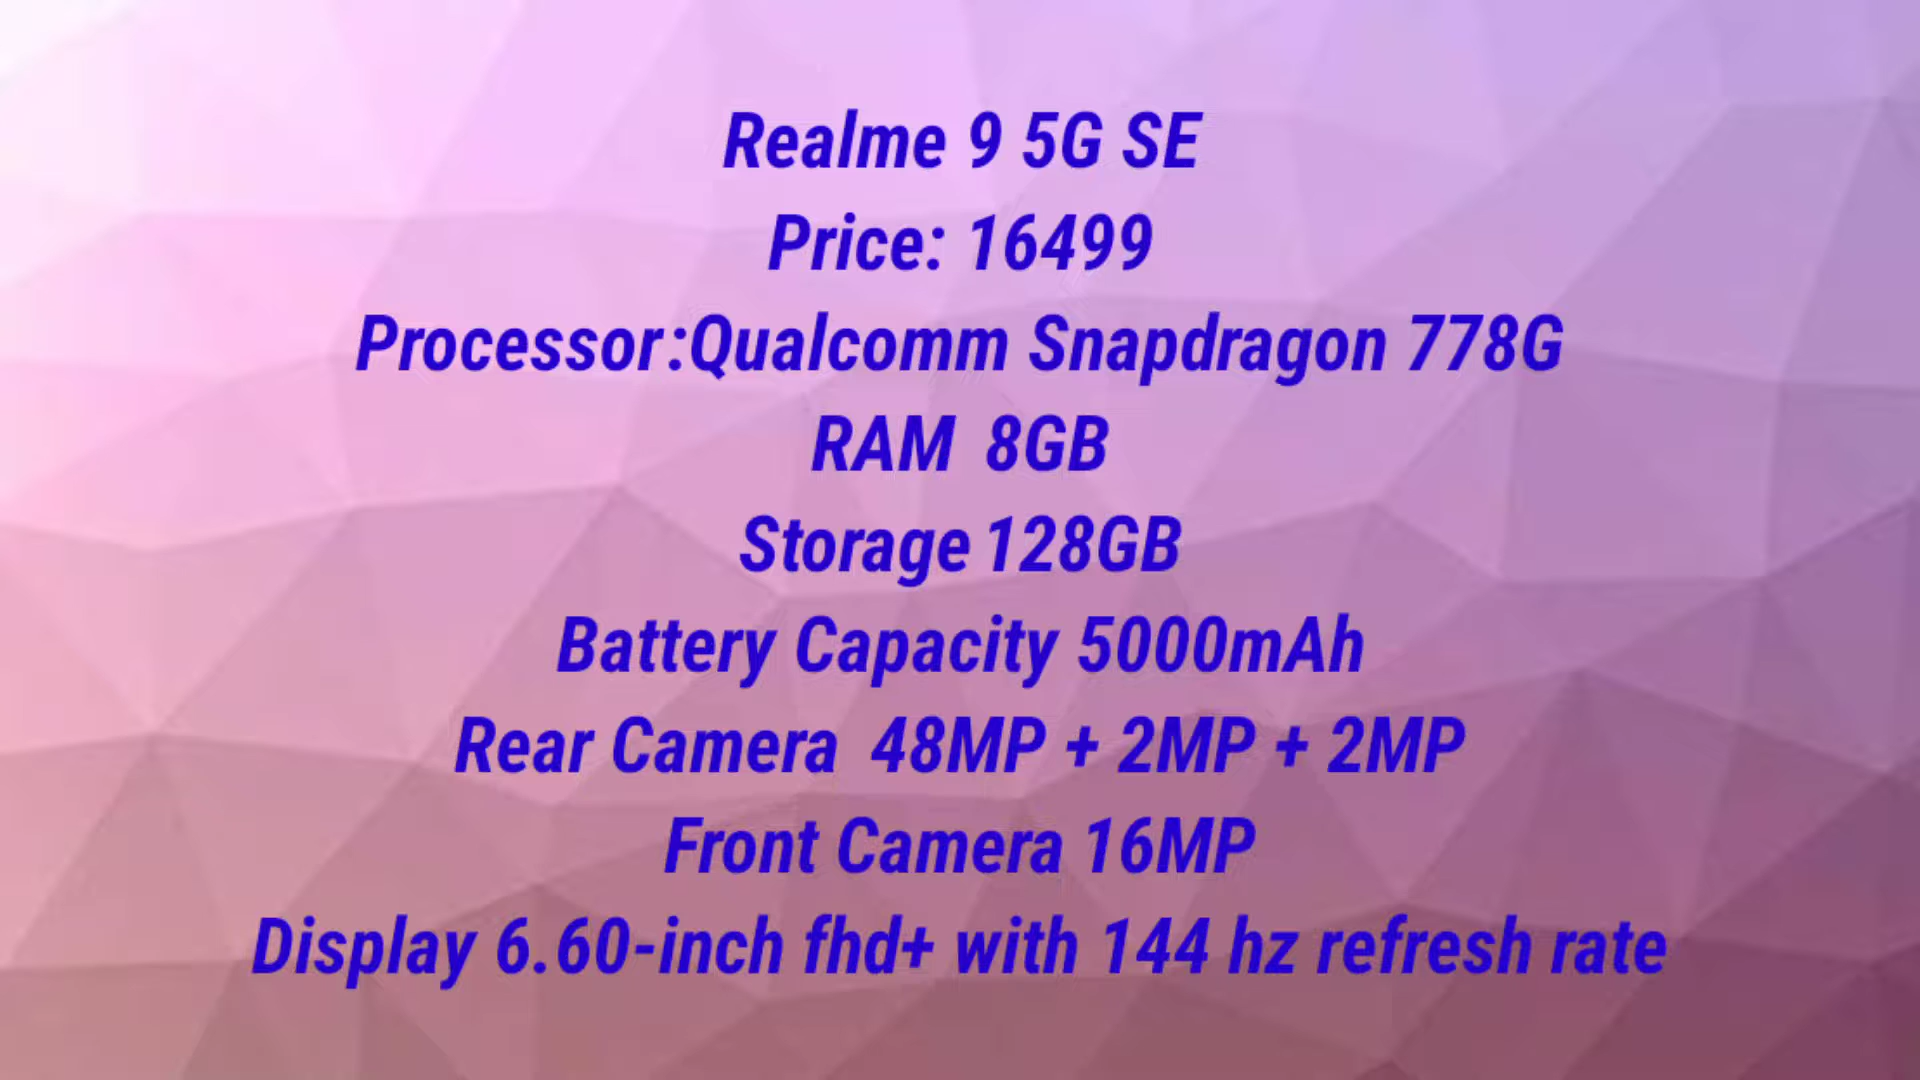 Realme 9 5G SE
Price: 16499
Processor:Qualcomm Snapdragon 778G
RAM 8GB
Storage 128GB
Battery Capacity 5000mAh
Rear Camera 48MP + 2MP + 2MP
Front Camera 16MP
Display 6.60-inch fhd+ with 144 hz refresh rate